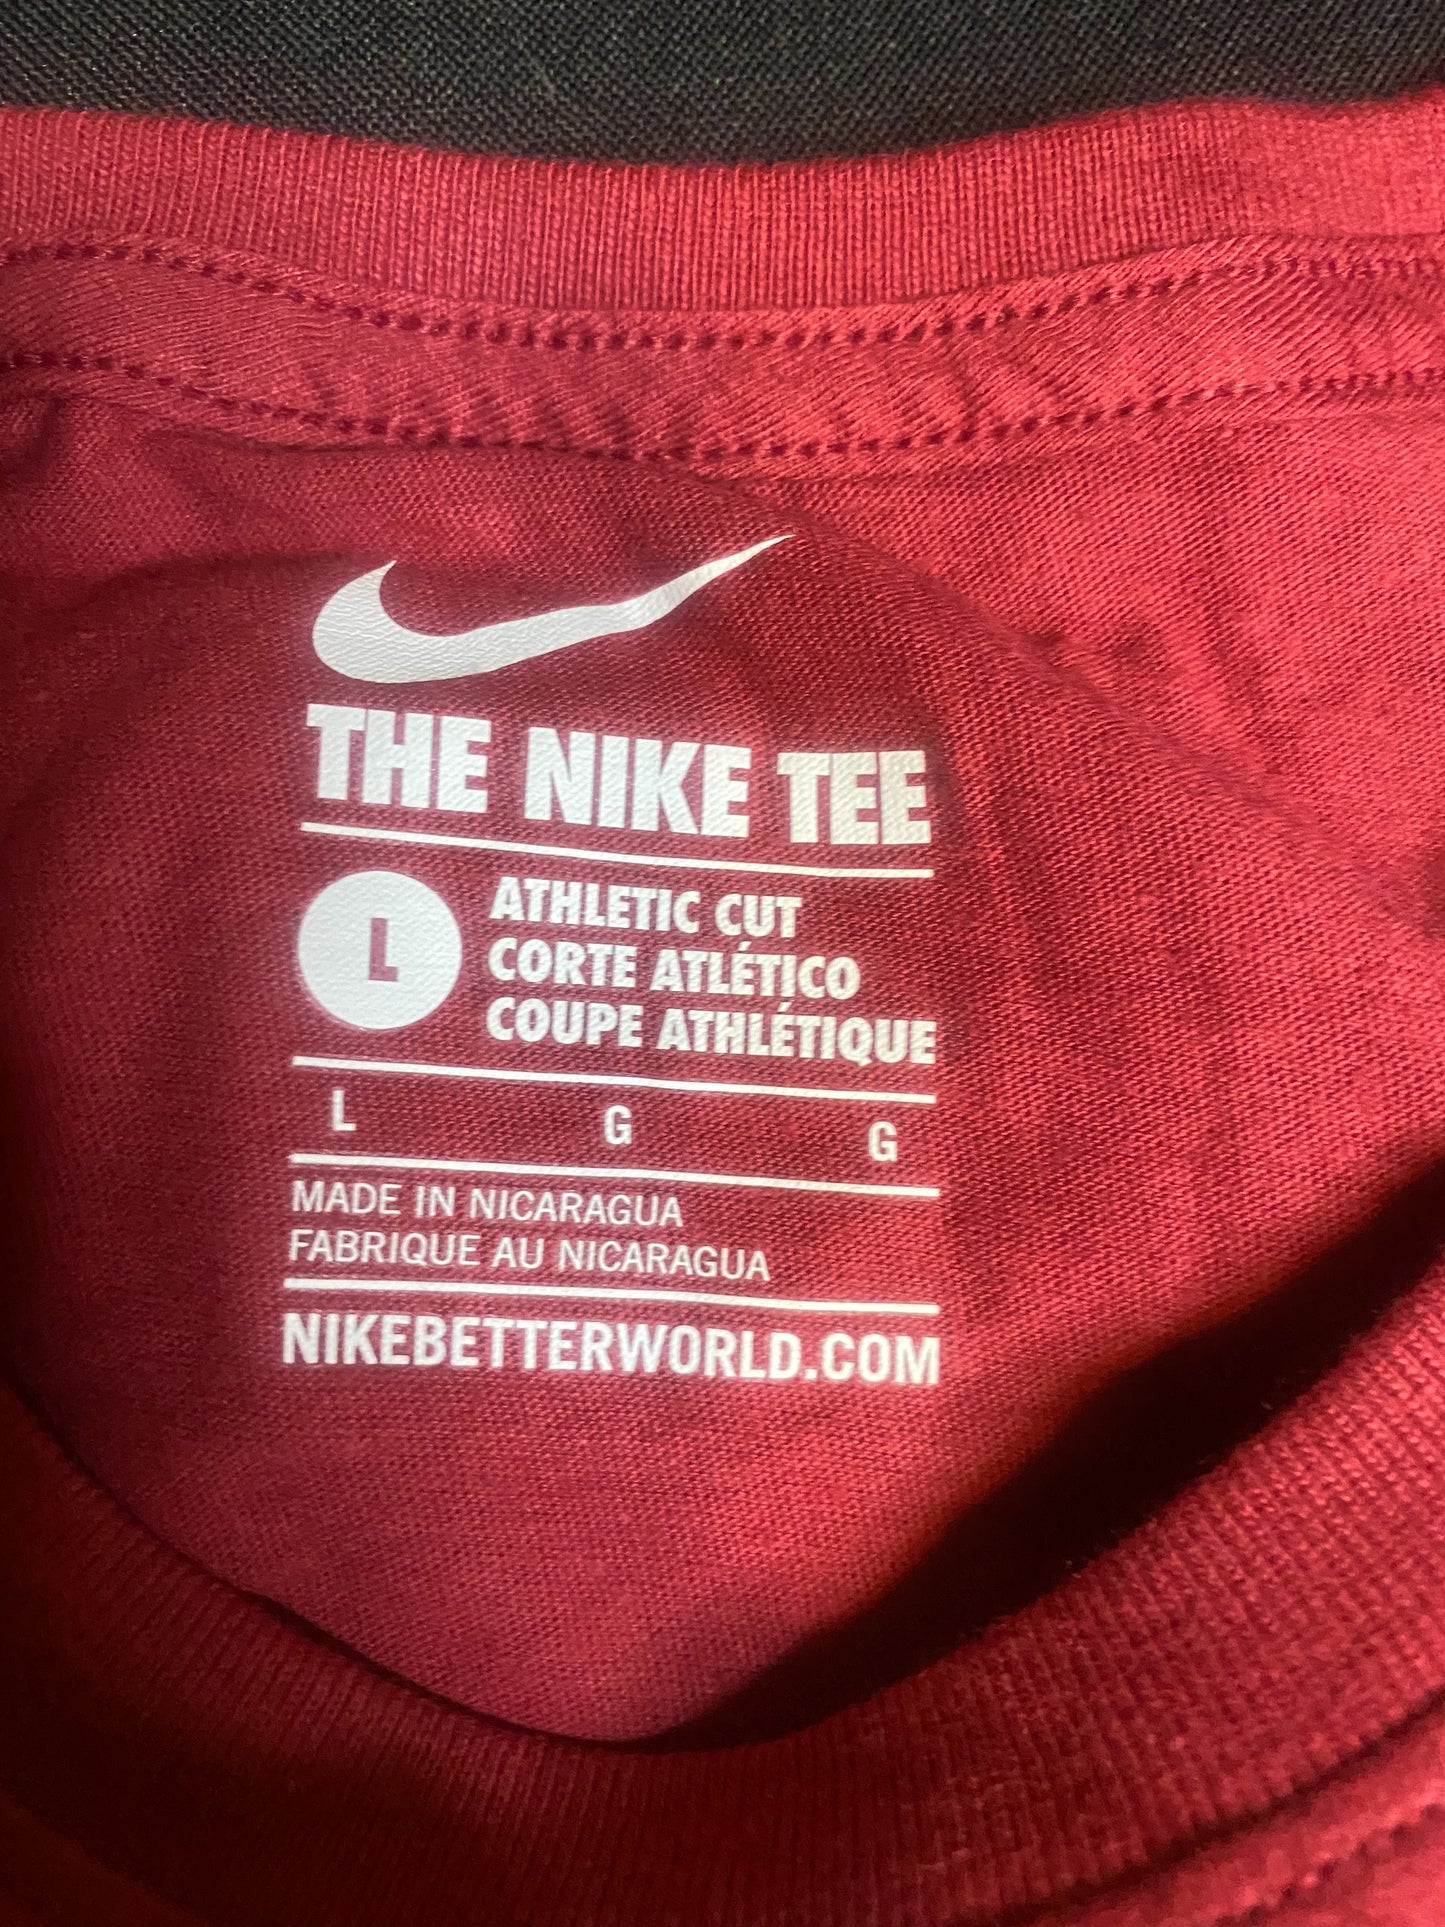 THE NIKE TEE
L
ATHLETIC CUT
CORTE ATLÉTICO
COUPE ATHLÉTIQUE
L G G
MADE IN NICARAGUA
FABRIQUE AU NICARAGUA
NIKEBETTERWORLD.COM